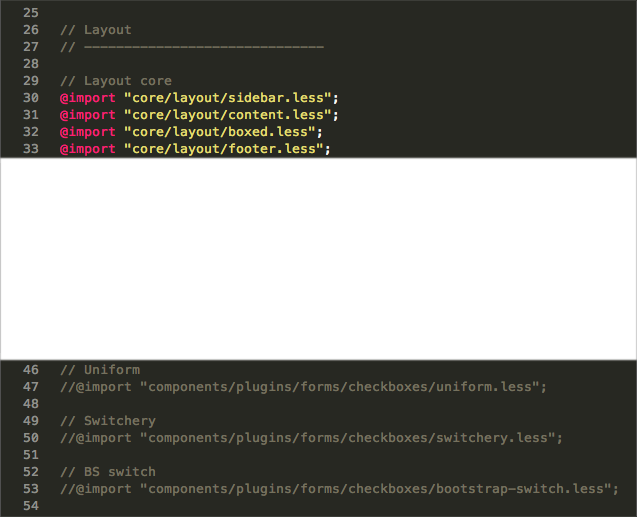 25
26 // Layout
27 // ------------------------------
28
29 // Layout core
30 @import "core/layout/sidebar.less";
31 @import "core/layout/content.less";
32 @import "core/layout/boxed.less";
33 @import "core/layout/footer.less";
46 // Uniform
47 //@import "components/plugins/forms/checkboxes/uniform.less";
48
49 // Switchery
50 //@import "components/plugins/forms/checkboxes/switchery.less";
51
52 // BS switch
53 //@import "components/plugins/forms/checkboxes/bootstrap-switch.less";
54